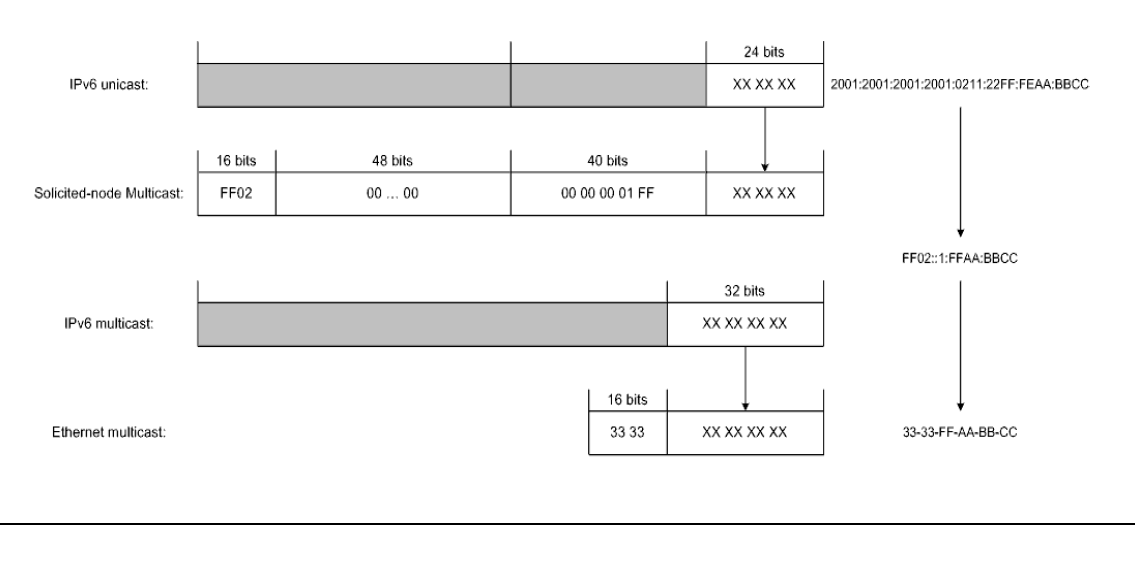 24 bits
IPv6 unicast: XX XX XX 2001:2001:2001:2001:0211:22FF:FEAA:BBCC
16 bits 48 bits 40 bits
Solicited-node Multicast: FF02 00 ... 00 00 00 00 01 FF XX XX XX
FF02::1:FFAA:BBCC
32 bits
IPv6 multicast: XX XX XX XX
16 bits
Ethernet multicast: 33 33 XX XX XX XX 33-33-FF-AA-BB-CC